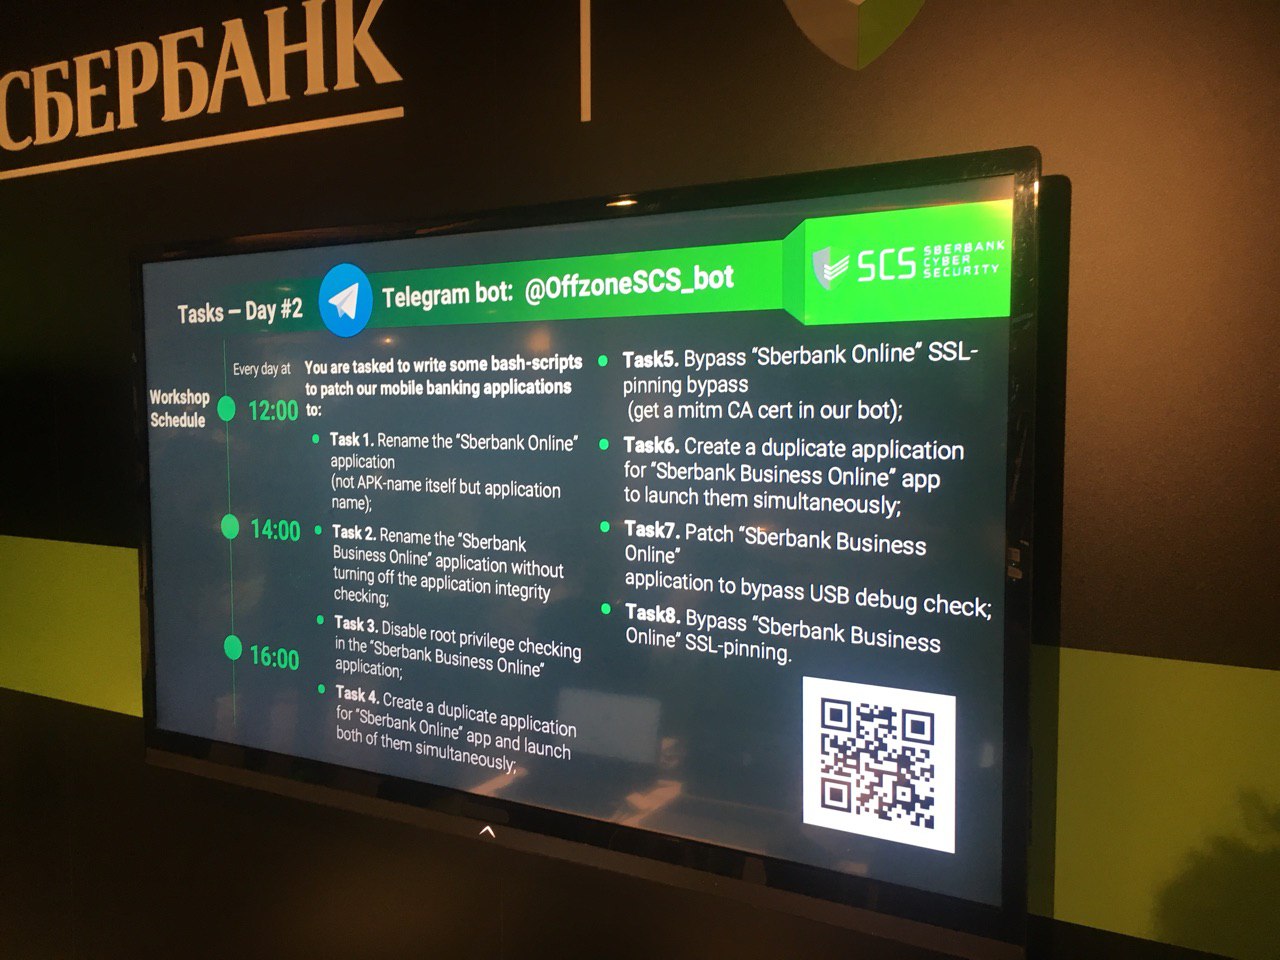 СБЕРБАНК
Tasks – Day #2
Telegram bot: @OffzoneSCS_bot
SCS
SBERBANK
CYBER
SECURITY
Workshop
Schedule
Every day at
12:00
14:00
16:00
You are tasked to write some bash-scripts
to patch our mobile banking applications
to:
Task 1. Rename the "Sberbank Online"
application
(not APK-name itself but application
name);
Task 2. Rename the "Sberbank
Business Online" application without
turning off the application integrity
checking;
Task 3. Disable root privilege checking
in the "Sberbank Business Online"
application;
Task 4. Create a duplicate application
for "Sberbank Online" app and launch
both of them simultaneously;
Task5. Bypass "Sberbank Online" SSL-
pinning bypass
(get a mitm CA cert in our bot);
Task6. Create a duplicate application
for "Sberbank Business Online" app
to launch them simultaneously;
Task7. Patch "Sberbank Business
Online"
application to bypass USB debug check;
Task8. Bypass "Sberbank Business
Online" SSL-pinning.